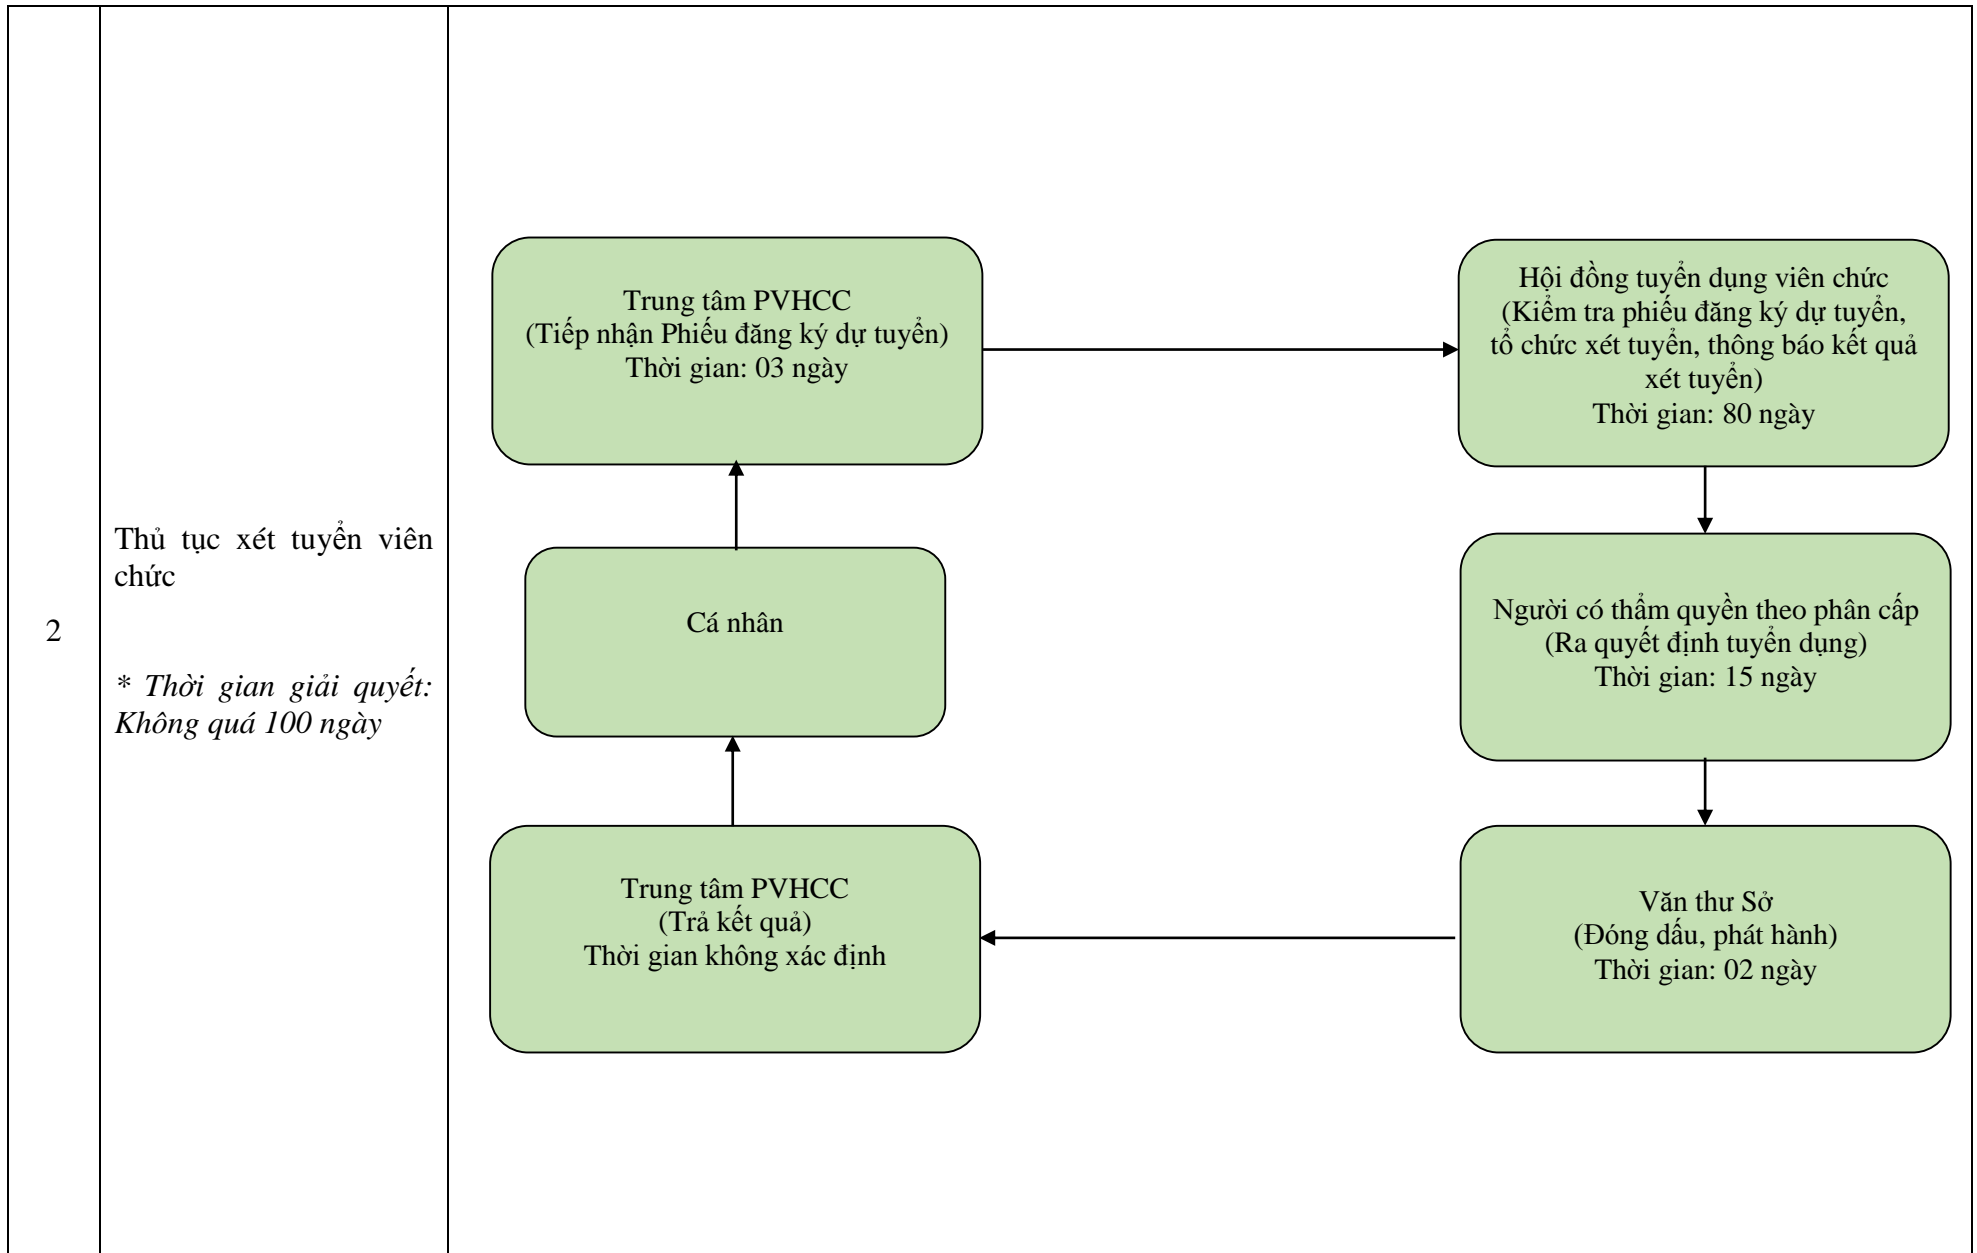 2
Thủ tục xét tuyển viên
chức
* Thời gian giải quyết:
Không quá 100 ngày
Trung tâm PVHCC
(Tiếp nhận Phiếu đăng ký dự tuyển)
Thời gian: 03 ngày
Hội đồng tuyển dụng viên chức
(Kiểm tra phiếu đăng ký dự tuyển,
tổ chức xét tuyển, thông báo kết quả
xét tuyển)
Thời gian: 80 ngày
Cá nhân
Người có thẩm quyền theo phân cấp
(Ra quyết định tuyển dụng)
Thời gian: 15 ngày
Trung tâm PVHCC
(Trả kết quả)
Thời gian không xác định
Văn thư Sở
(Đóng dấu, phát hành)
Thời gian: 02 ngày